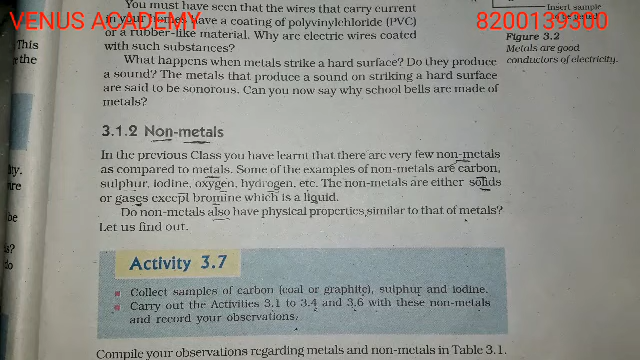 VENUS ACADEMY
8200139300
You must have seen that the wires that carry current
in your homes have a coating of polyvinylchloride (PVC)
or a rubber-like material. Why are electric wires coated
with such substances?
What happens when metals strike a hard surface? Do they produce
a sound? The metals that produce a sound on striking a hard surface
are said to be sonorous. Can you now say why school bells are made of
metals?
Insert sample
to be tested
Figure 3.2
Metals are good
conductors of electricity.
This
the
3.1.2 Non-metals
In the previous Class you have learnt that there are very few non-metals
as compared to metals. Some of the examples of non-metals are carbon,
sulphur, iodine, oxygen, hydrogen, etc. The non-metals are either solids
or gases except bromine which is a liquid.
Do non-metals also have physical properties similar to that of metals?
Let us find out.
Activity 3.7
Collect samples of carbon (coal or graphite), sulphur and iodine.
Carry out the Activities 3.1 to 3.4 and 3.6 with these non-metals
and record your observations.
Compile your observations regarding metals and non-metals in Table 3.1.